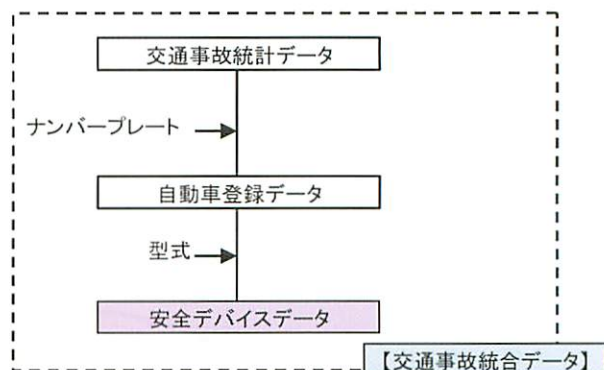 交通事故統計データ
ナンバープレート
自動車登録データ
型式
安全デバイスデータ
【交通事故統合データ】